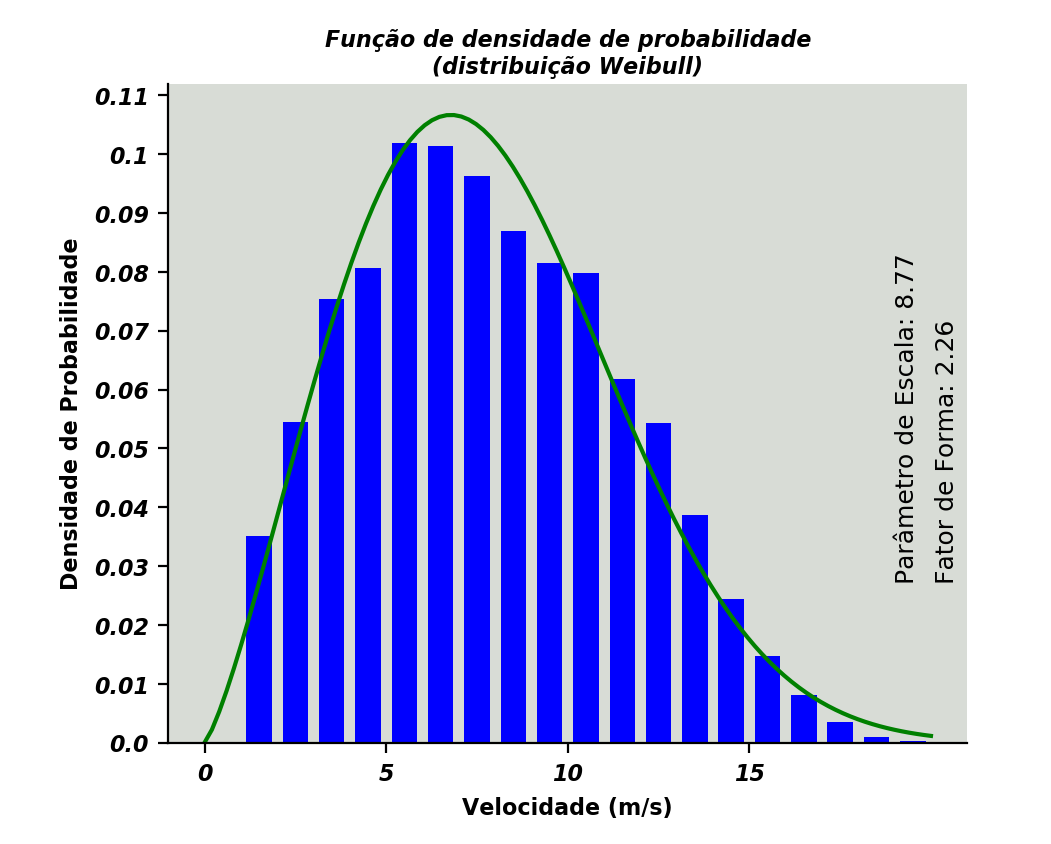 Função de densidade de probabilidade
(distribuição Weibull)
0.11
0.1
0.09
0.08
0.07
0.06
0.05
0.04
0.03
0.02
0.01
0.0
Densidade de Probabilidade
Parâmetro de Escala: 8.77
Fator de Forma: 2.26
0
5
10
15
Velocidade (m/s)